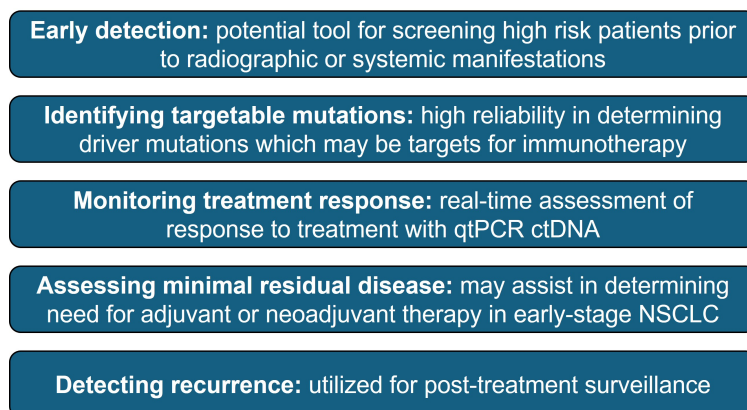 Early detection: potential tool for screening high risk patients prior
to radiographic or systemic manifestations
Identifying targetable mutations: high reliability in determining
driver mutations which may be targets for immunotherapy
Monitoring treatment response: real-time assessment of
response to treatment with qtPCR ctDNA
Assessing minimal residual disease: may assist in determining
need for adjuvant or neoadjuvant therapy in early-stage NSCLC
Detecting recurrence: utilized for post-treatment surveillance